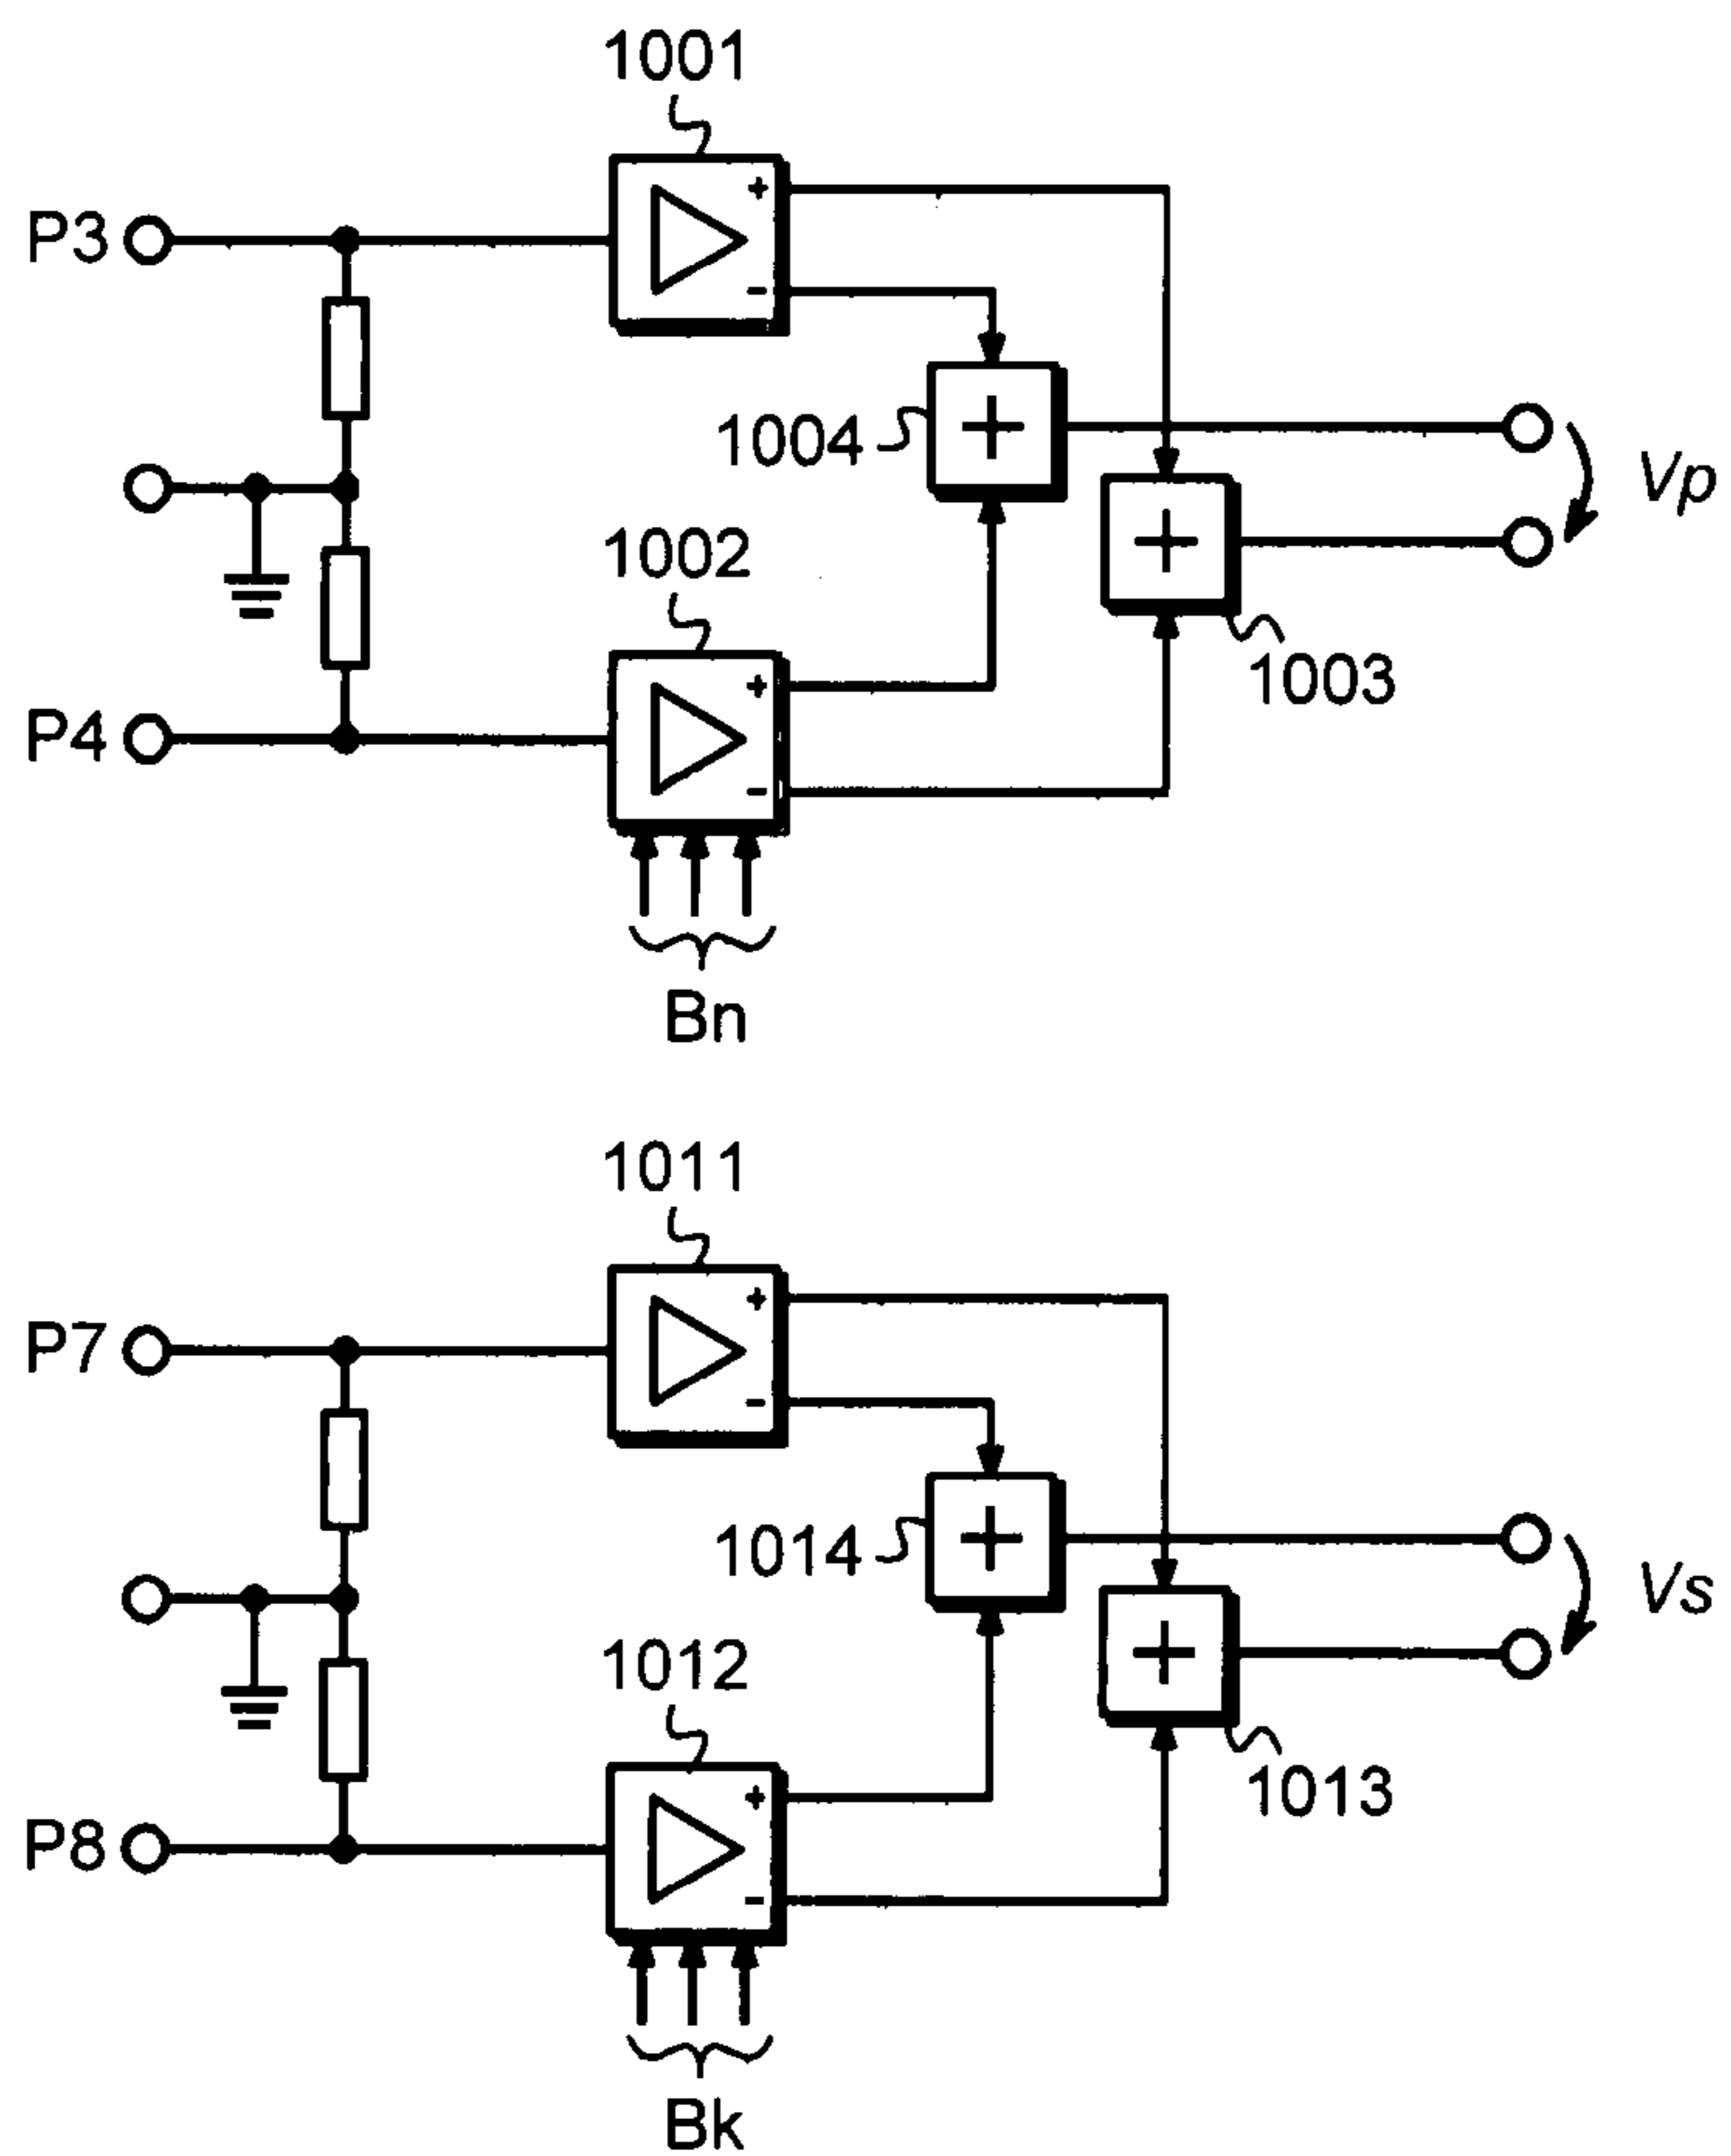 1001
+
P3
-
1004
+
Vp
+
1002
1003
+
P4
-
Bn
1011
+
P7
-
1014
+
Vs
+
1012
1013
+
P8
-
Bk